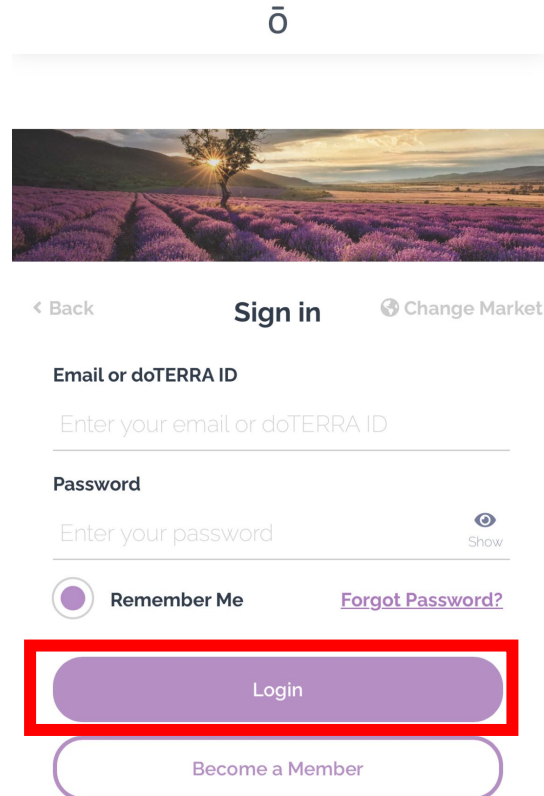 ō
< Back
Sign in
Change Market
Email or doTERRA ID
Enter your email or doTERRA ID
Password
Enter your password
Show
Remember Me
Forgot Password?
Login
Become a Member